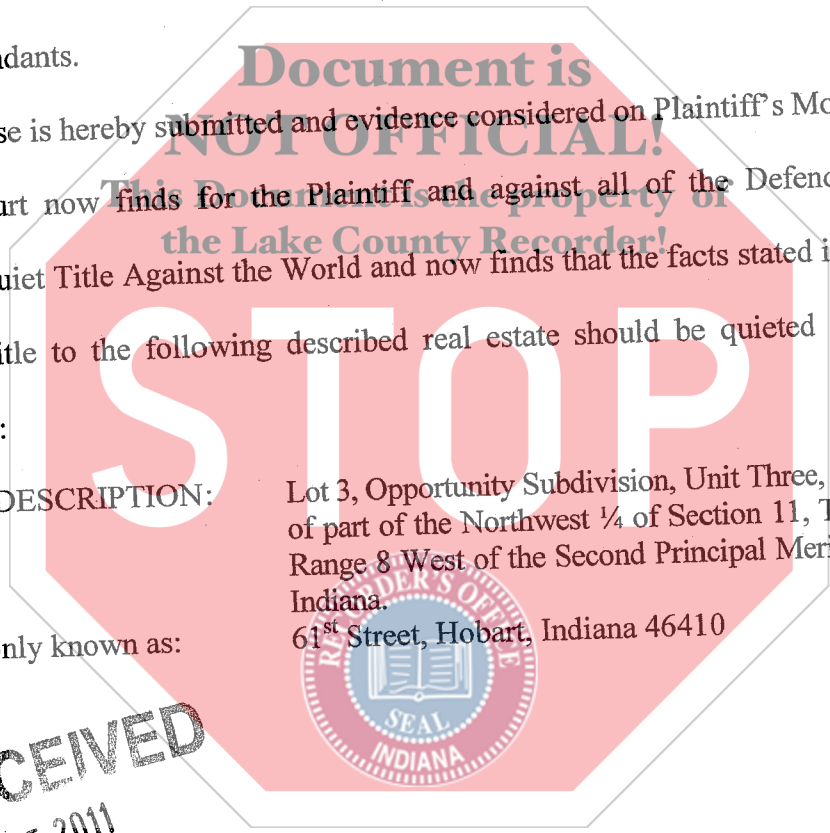 ndants.
Document is
se is hereby submitted and evidence considered on Plaintiff's Mo
NOT OFFICIAL!
urt now finds for the Plaintiff and against all of the Defend
This Document is the property of
the Lake County Recorder!
uiet Title Against the World and now finds that the facts stated i
itle to the following described real estate should be quieted
:
STOP
DESCRIPTION: Lot 3, Opportunity Subdivision, Unit Three,
of part of the Northwest ¼ of Section 11, T
Range 8 West of the Second Principal Meri
Indiana.
nly known as: 61st Street, Hobart, Indiana 46410
RECORDER'S OFFICE
SEAL
INDIANA
CEIVED
2011